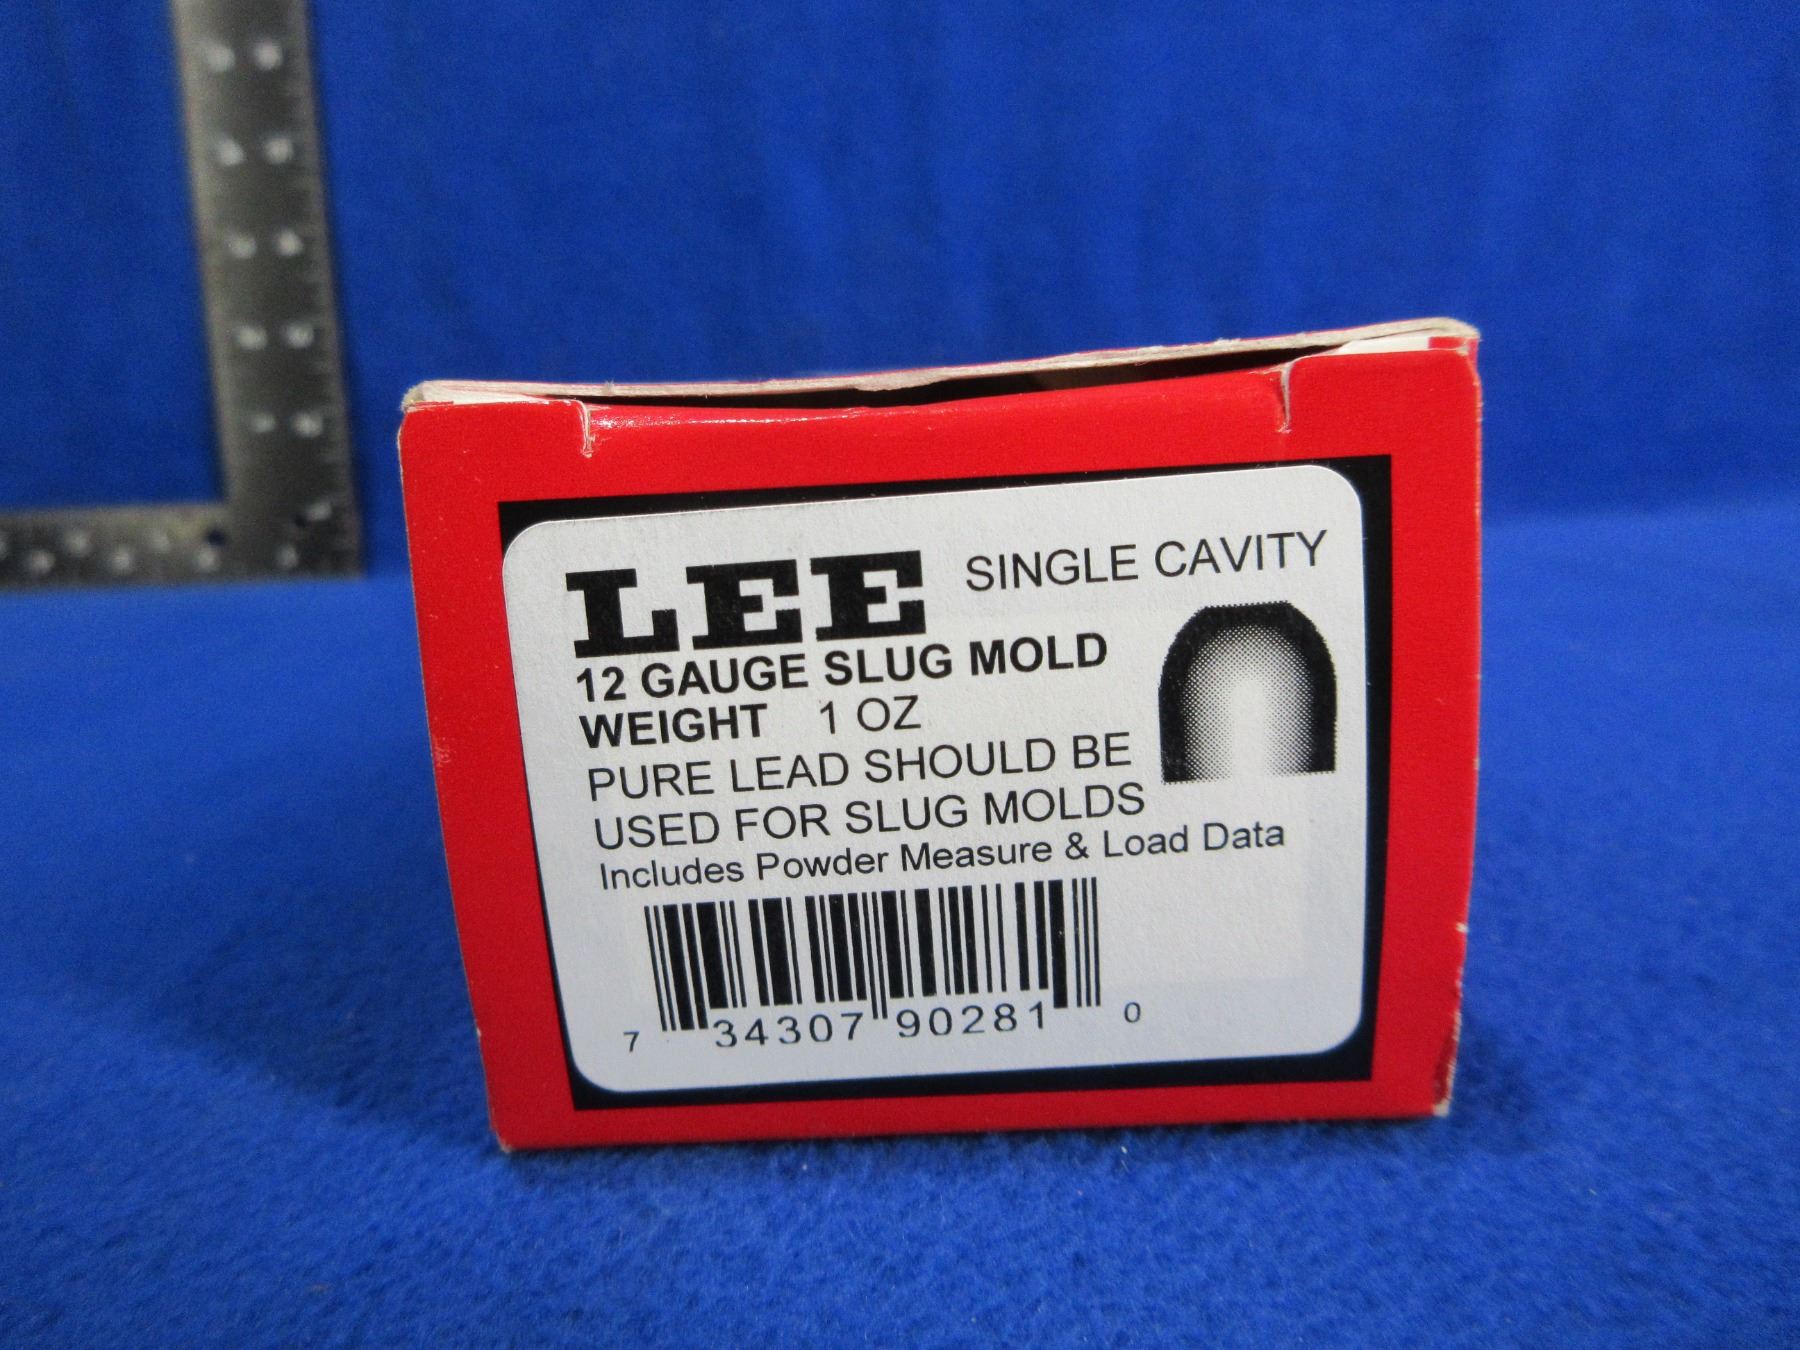 LEE SINGLE CAVITY
12 GAUGE SLUG MOLD
WEIGHT 1 OZ
PURE LEAD SHOULD BE
USED FOR SLUG MOLDS
Includes Powder Measure & Load Data
7 34307 90281 0